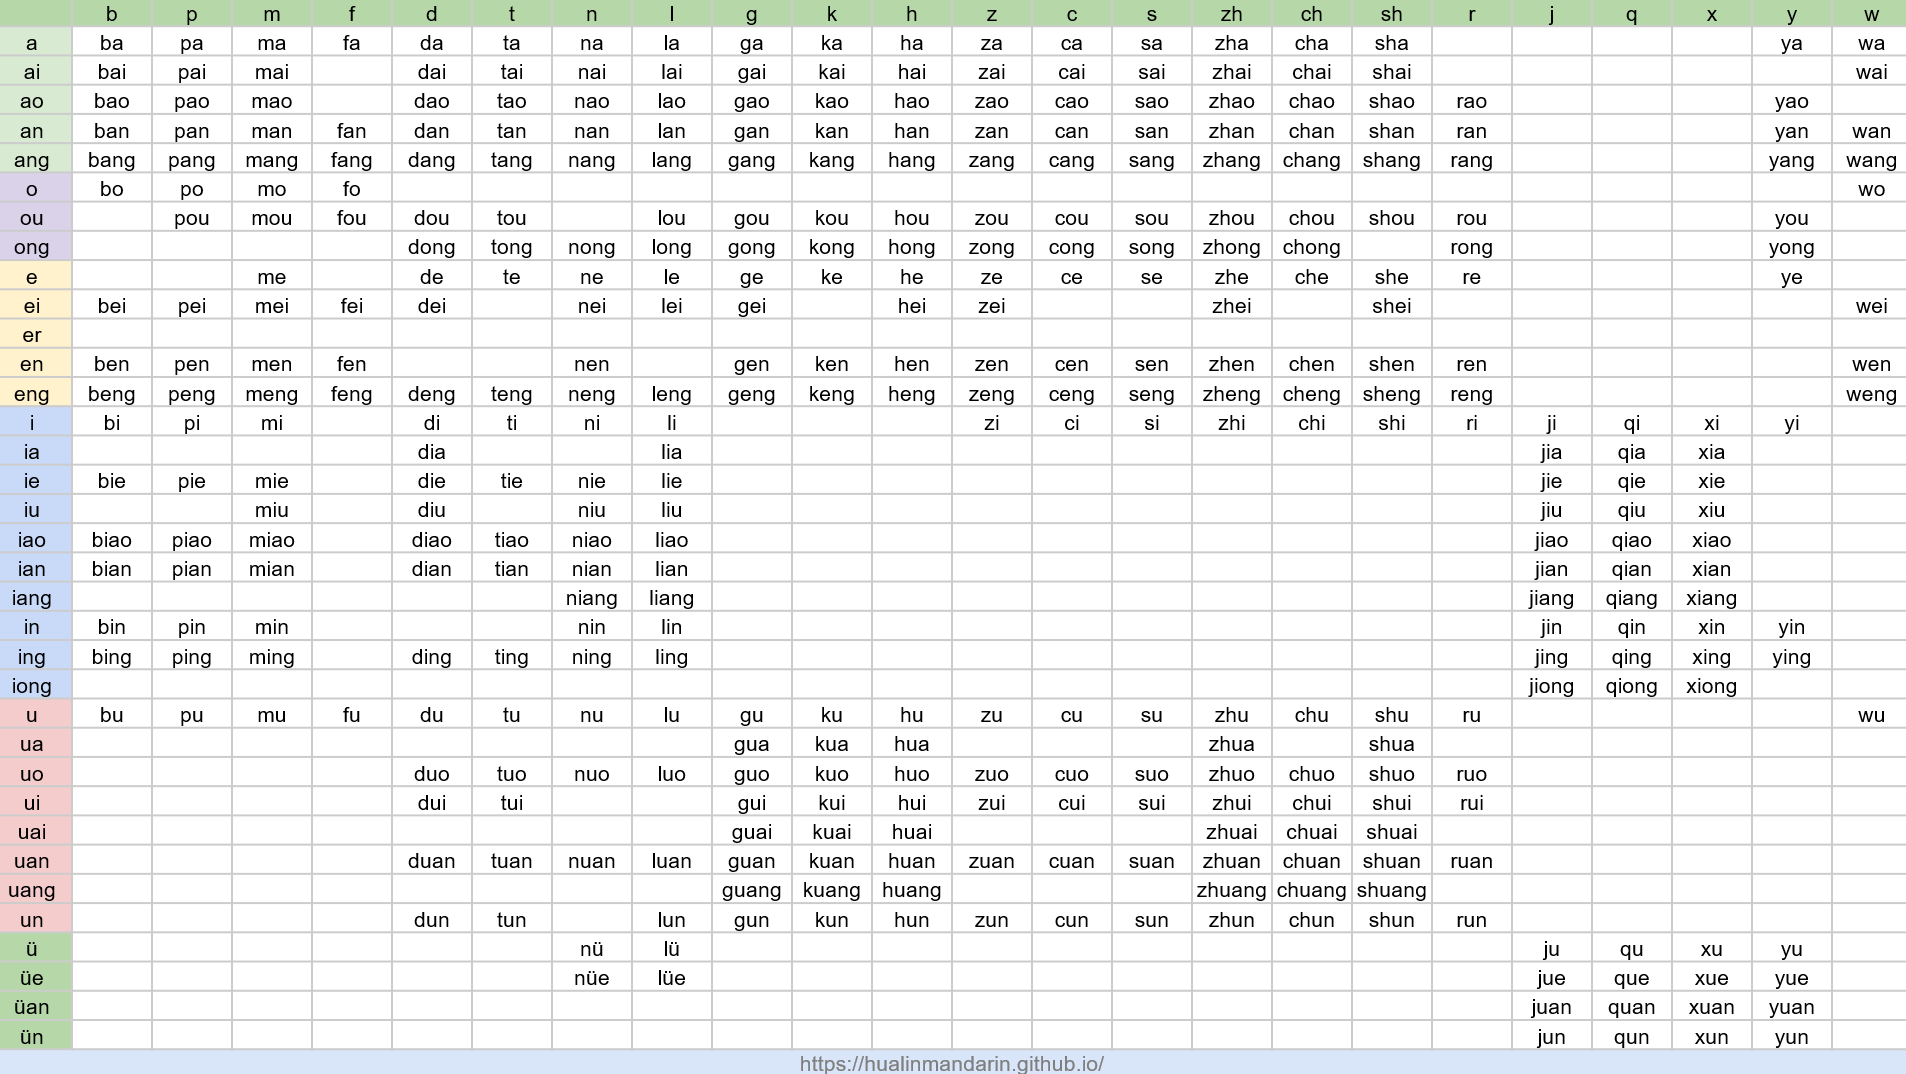 b p m f d t n l g k h z c s zh ch sh r j q x y w
a ba pa ma fa da ta na la ga ka ha za ca sa zha cha sha ya wa
ai bai pai mai dai tai nai lai gai kai hai zai cai sai zhai chai shai wai
ao bao pao mao dao tao nao lao gao kao hao zao cao sao zhao chao shao rao yao
an ban pan man fan dan tan nan lan gan kan han zan can san zhan chan shan ran yan wan
ang bang pang mang fang dang tang nang lang gang kang hang zang cang sang zhang chang shang rang yang wang
o bo po mo fo wo
ou pou mou fou dou tou lou gou kou hou zou cou sou zhou chou shou rou you
ong dong tong nong long gong kong hong zong cong song zhong chong rong yong
e me de te ne le ge ke he ze ce se zhe che she re ye
ei bei pei mei fei dei nei lei gei hei zei zhei shei wei
er
en ben pen men fen nen gen ken hen zen cen sen zhen chen shen ren wen
eng beng peng meng feng deng teng neng leng geng keng heng zeng ceng seng zheng cheng sheng reng weng
i bi pi mi di ti ni li zi ci si zhi chi shi ri ji qi xi yi
ia dia lia jia qia xia
ie bie pie mie die tie nie lie jie qie xie
iu miu diu niu liu jiu qiu xiu
iao biao piao miao diao tiao niao liao jiao qiao xiao
ian bian pian mian dian tian nian lian jian qian xian
iang niang liang jiang qiang xiang
in bin pin min nin lin jin qin xin yin
ing bing ping ming ding ting ning ling jing qing xing ying
iong jiong qiong xiong
u bu pu mu fu du tu nu lu gu ku hu zu cu su zhu chu shu ru wu
ua gua kua hua zhua shua
uo duo tuo nuo luo guo kuo huo zuo cuo suo zhuo chuo shuo ruo
ui dui tui gui kui hui zui cui sui zhui chui shui rui
uai guai kuai huai zhuai chuai shuai
uan duan tuan nuan luan guan kuan huan zuan cuan suan zhuan chuan shuan ruan
uang guang kuang huang zhuang chuang shuang
un dun tun lun gun kun hun zun cun sun zhun chun shun run
ü nü lü ju qu xu yu
üe nüe lüe jue que xue yue
üan juan quan xuan yuan
ün jun qun xun yun
https://hualinmandarin.github.io/